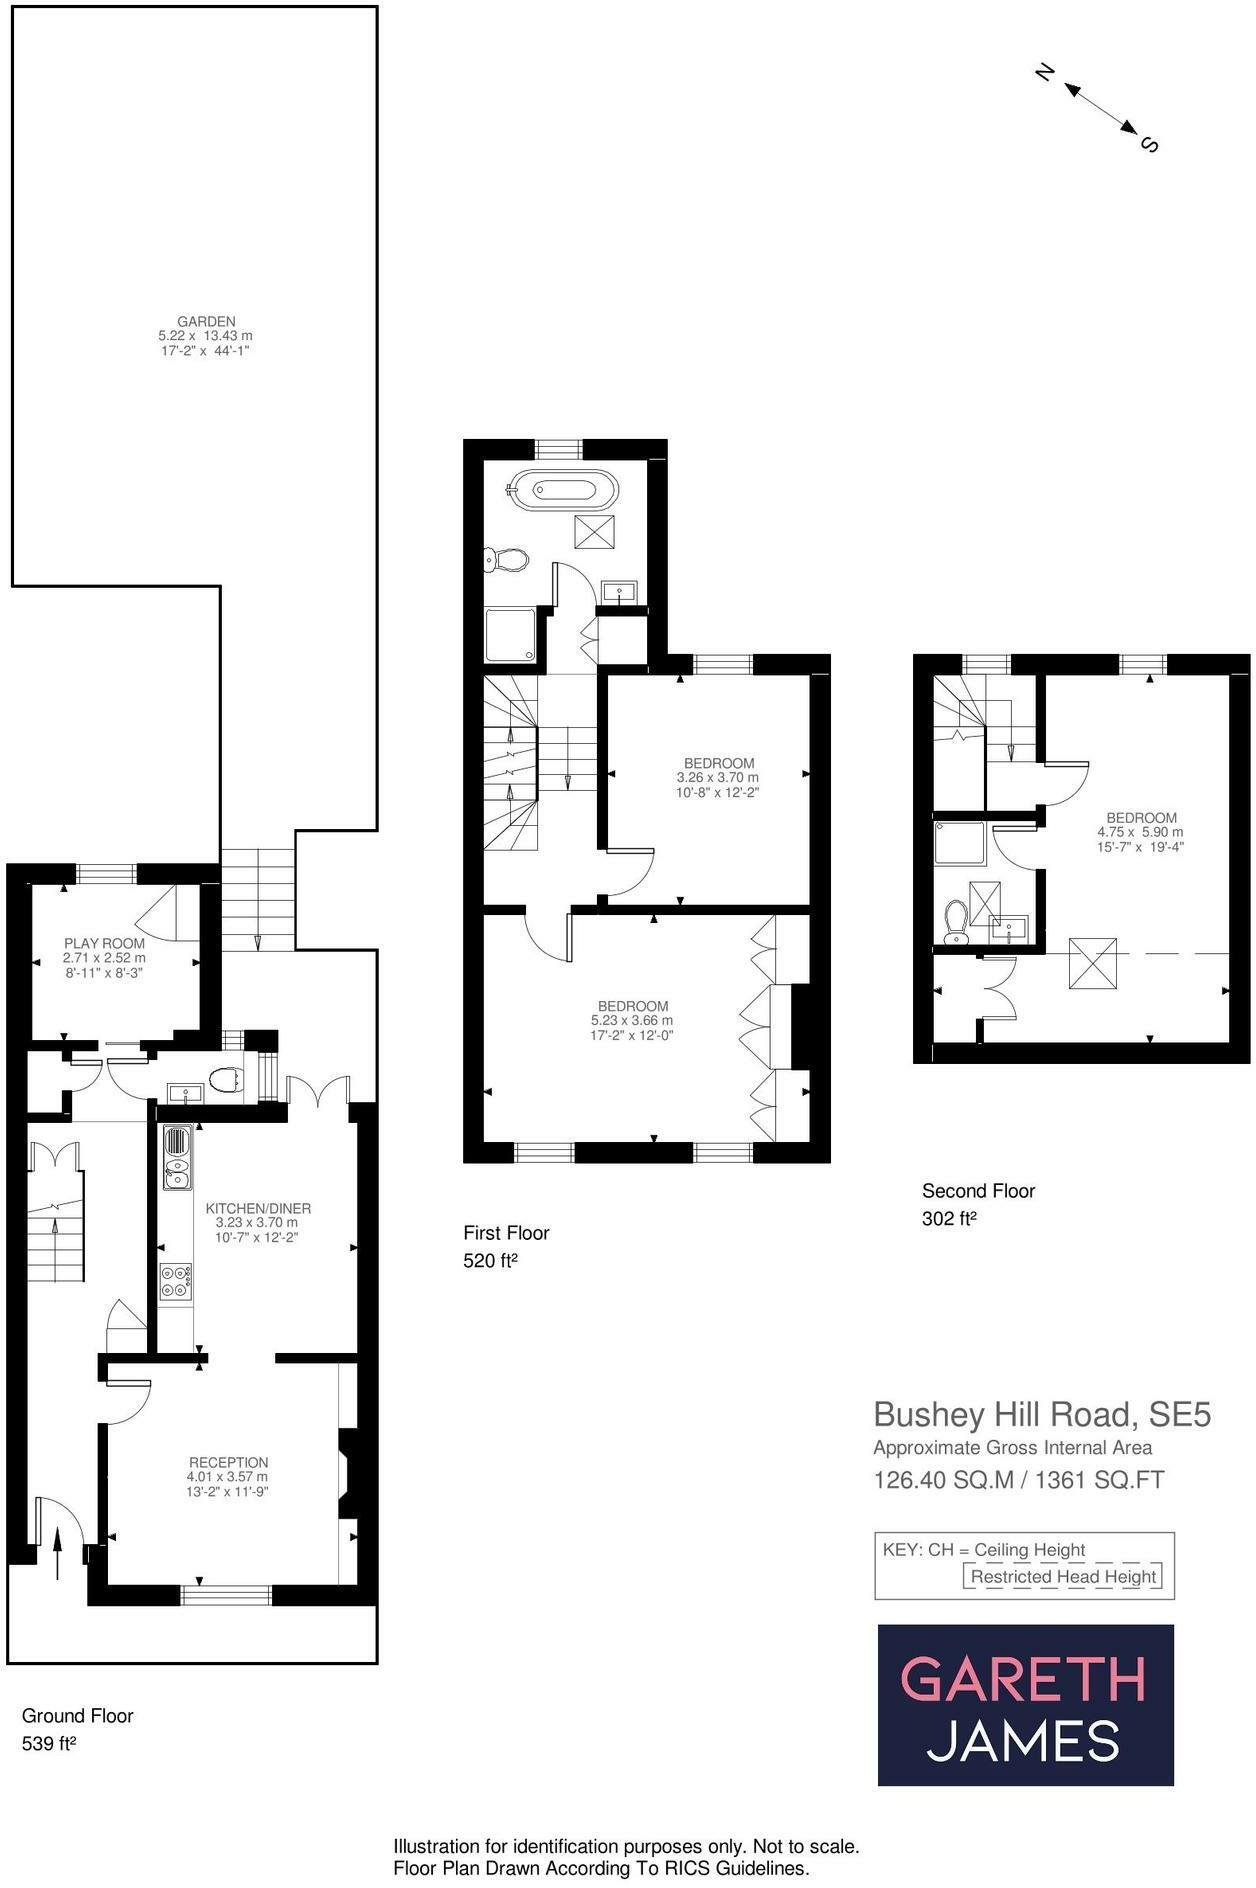 N
S
GARDEN
5.22 x  13.43 m
17'-2" x  44'-1"
BEDROOM
3.26 x 3.70 m
10'-8" x 12'-2"
BEDROOM
4.75 x  5.90 m
15'-7" x  19'-4"
PLAY ROOM
2.71 x 2.52 m
8'-11" x 8'-3"
BEDROOM
5.23 x 3.66 m
17'-2" x 12'-0"
KITCHEN/DINER
3.23 x 3.70 m
10'-7" x 12'-2"
Second Floor
302 ft²
First Floor
520 ft²
RECEPTION
4.01 x 3.57 m
13'-2" x 11'-9"
Bushey Hill Road, SE5
Approximate Gross Internal Area
126.40 SQ.M / 1361 SQ.FT
KEY: CH = Ceiling Height
Restricted Head Height
GARETH
JAMES
Ground Floor
539 ft²
Illustration for identification purposes only. Not to scale.
Floor Plan Drawn According To RICS Guidelines.